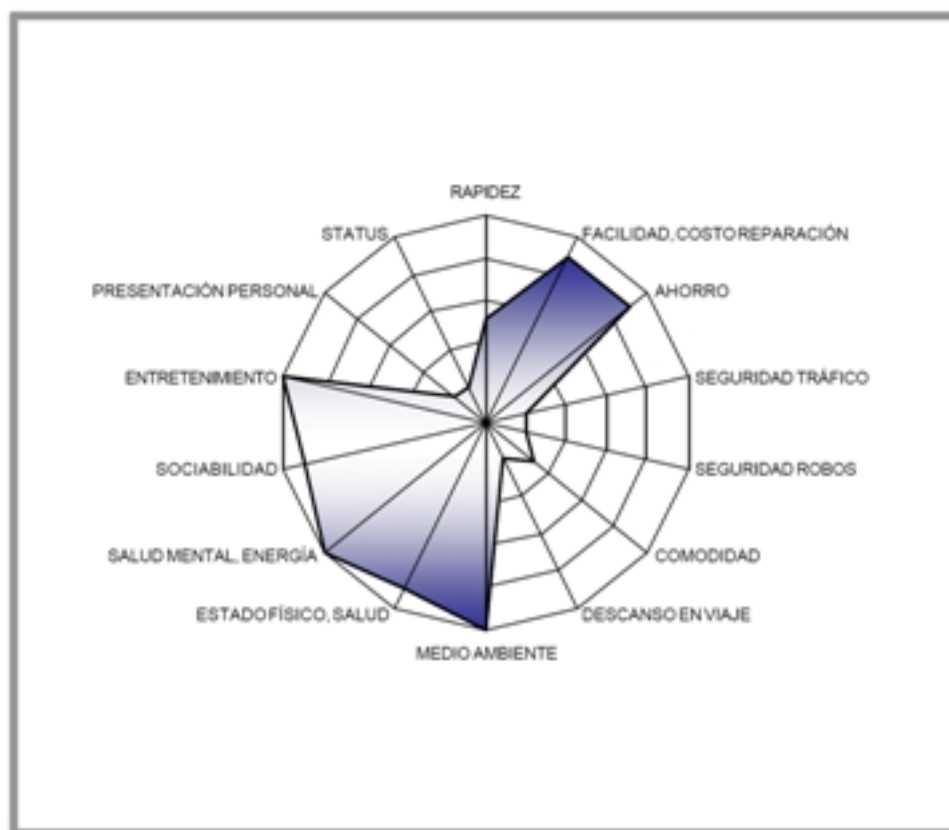 RAPIDEZ
FACILIDAD, COSTO REPARACIÓN
AHORRO
SEGURIDAD TRÁFICO
SEGURIDAD ROBOS
COMODIDAD
DESCANSO EN VIAJE
MEDIO AMBIENTE
ESTADO FÍSICO, SALUD
SALUD MENTAL, ENERGÍA
SOCIABILIDAD
ENTRETENIMIENTO
PRESENTACIÓN PERSONAL
STATUS